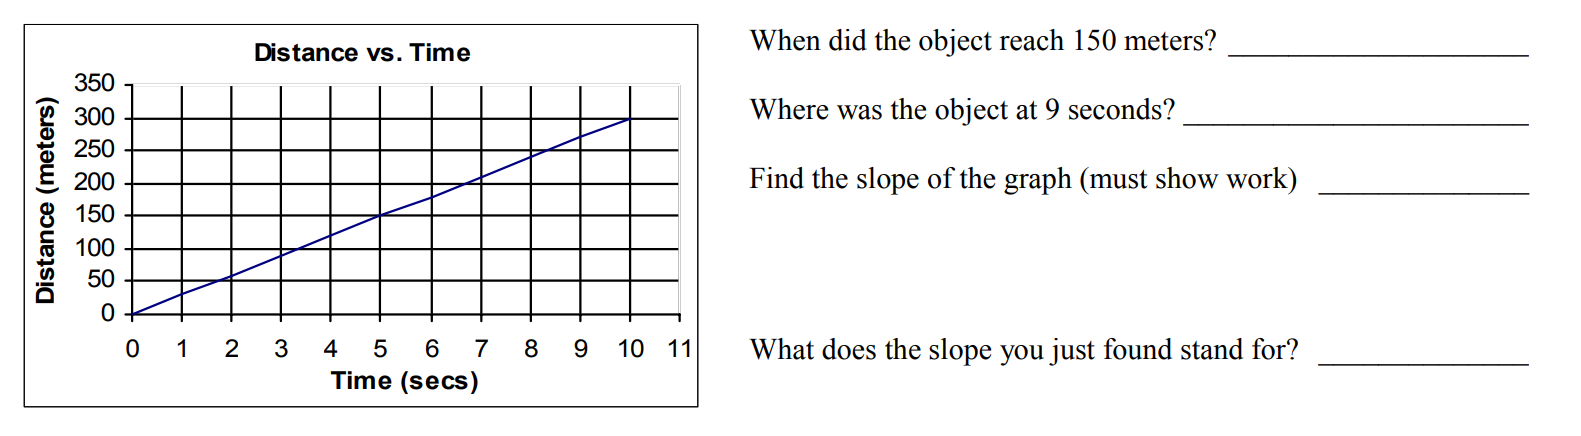 Distance vs. Time
Distance (meters)
350
300
250
200
150
100
50
0
0 1 2 3 4 5 6 7 8 9 10 11
Time (secs)
When did the object reach 150 meters? ____________________
Where was the object at 9 seconds? _______________________
Find the slope of the graph (must show work) ______________
What does the slope you just found stand for? ______________